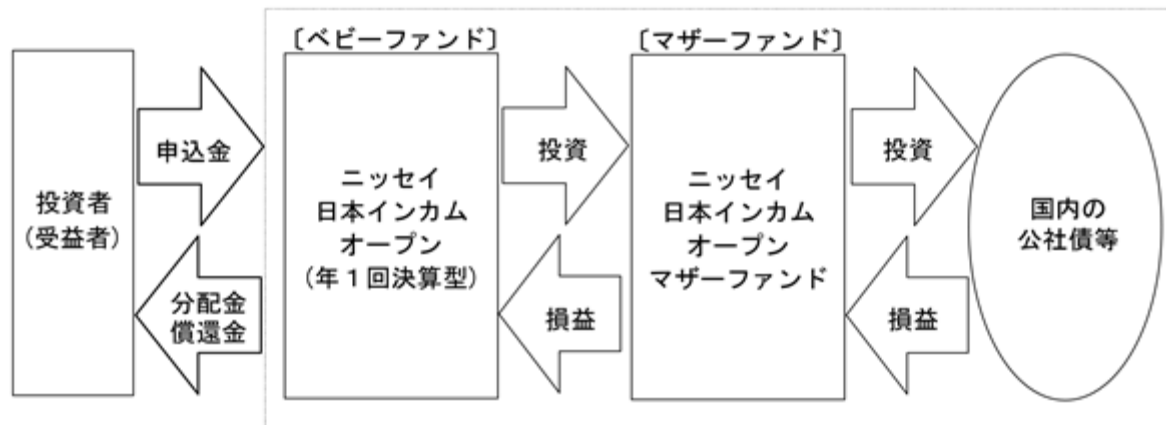 〔ベビーファンド〕
〔マザーファンド〕
投資者
（受益者）
申込金
分配金
償還金
ニッセイ
日本インカム
オープン
（年１回決算型）
投資
損益
ニッセイ
日本インカム
オープン
マザーファンド
投資
損益
国内の
公社債等